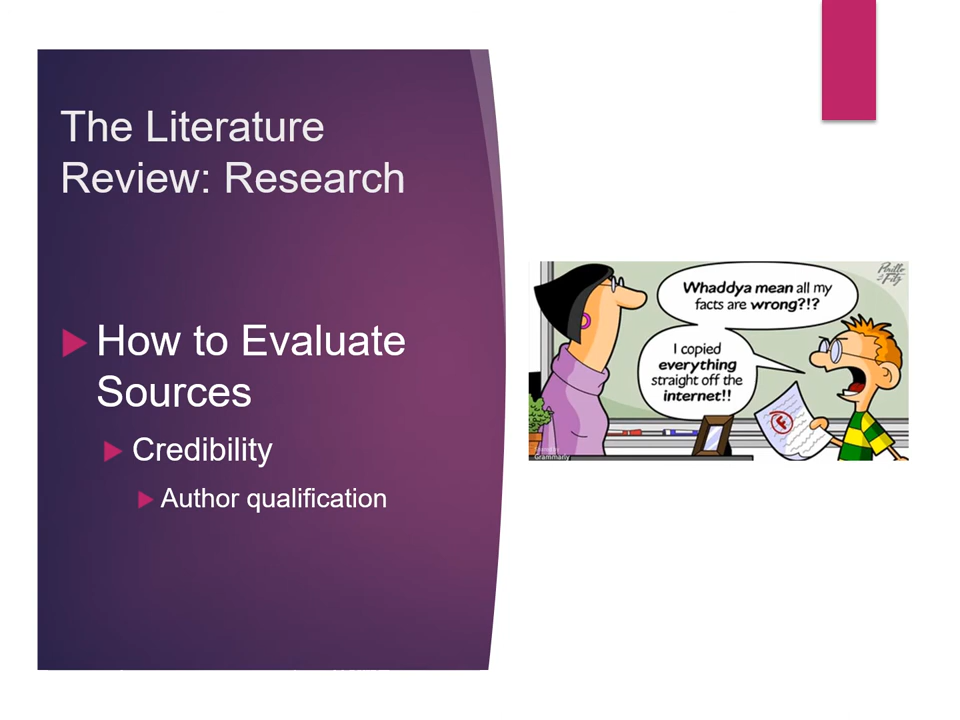 The Literature
Review: Research
How to Evaluate
Sources
Credibility
Author qualification
Whaddya mean all my
facts are wrong?!?
I copied
everything
straight off the
internet!!
F
Grammarly